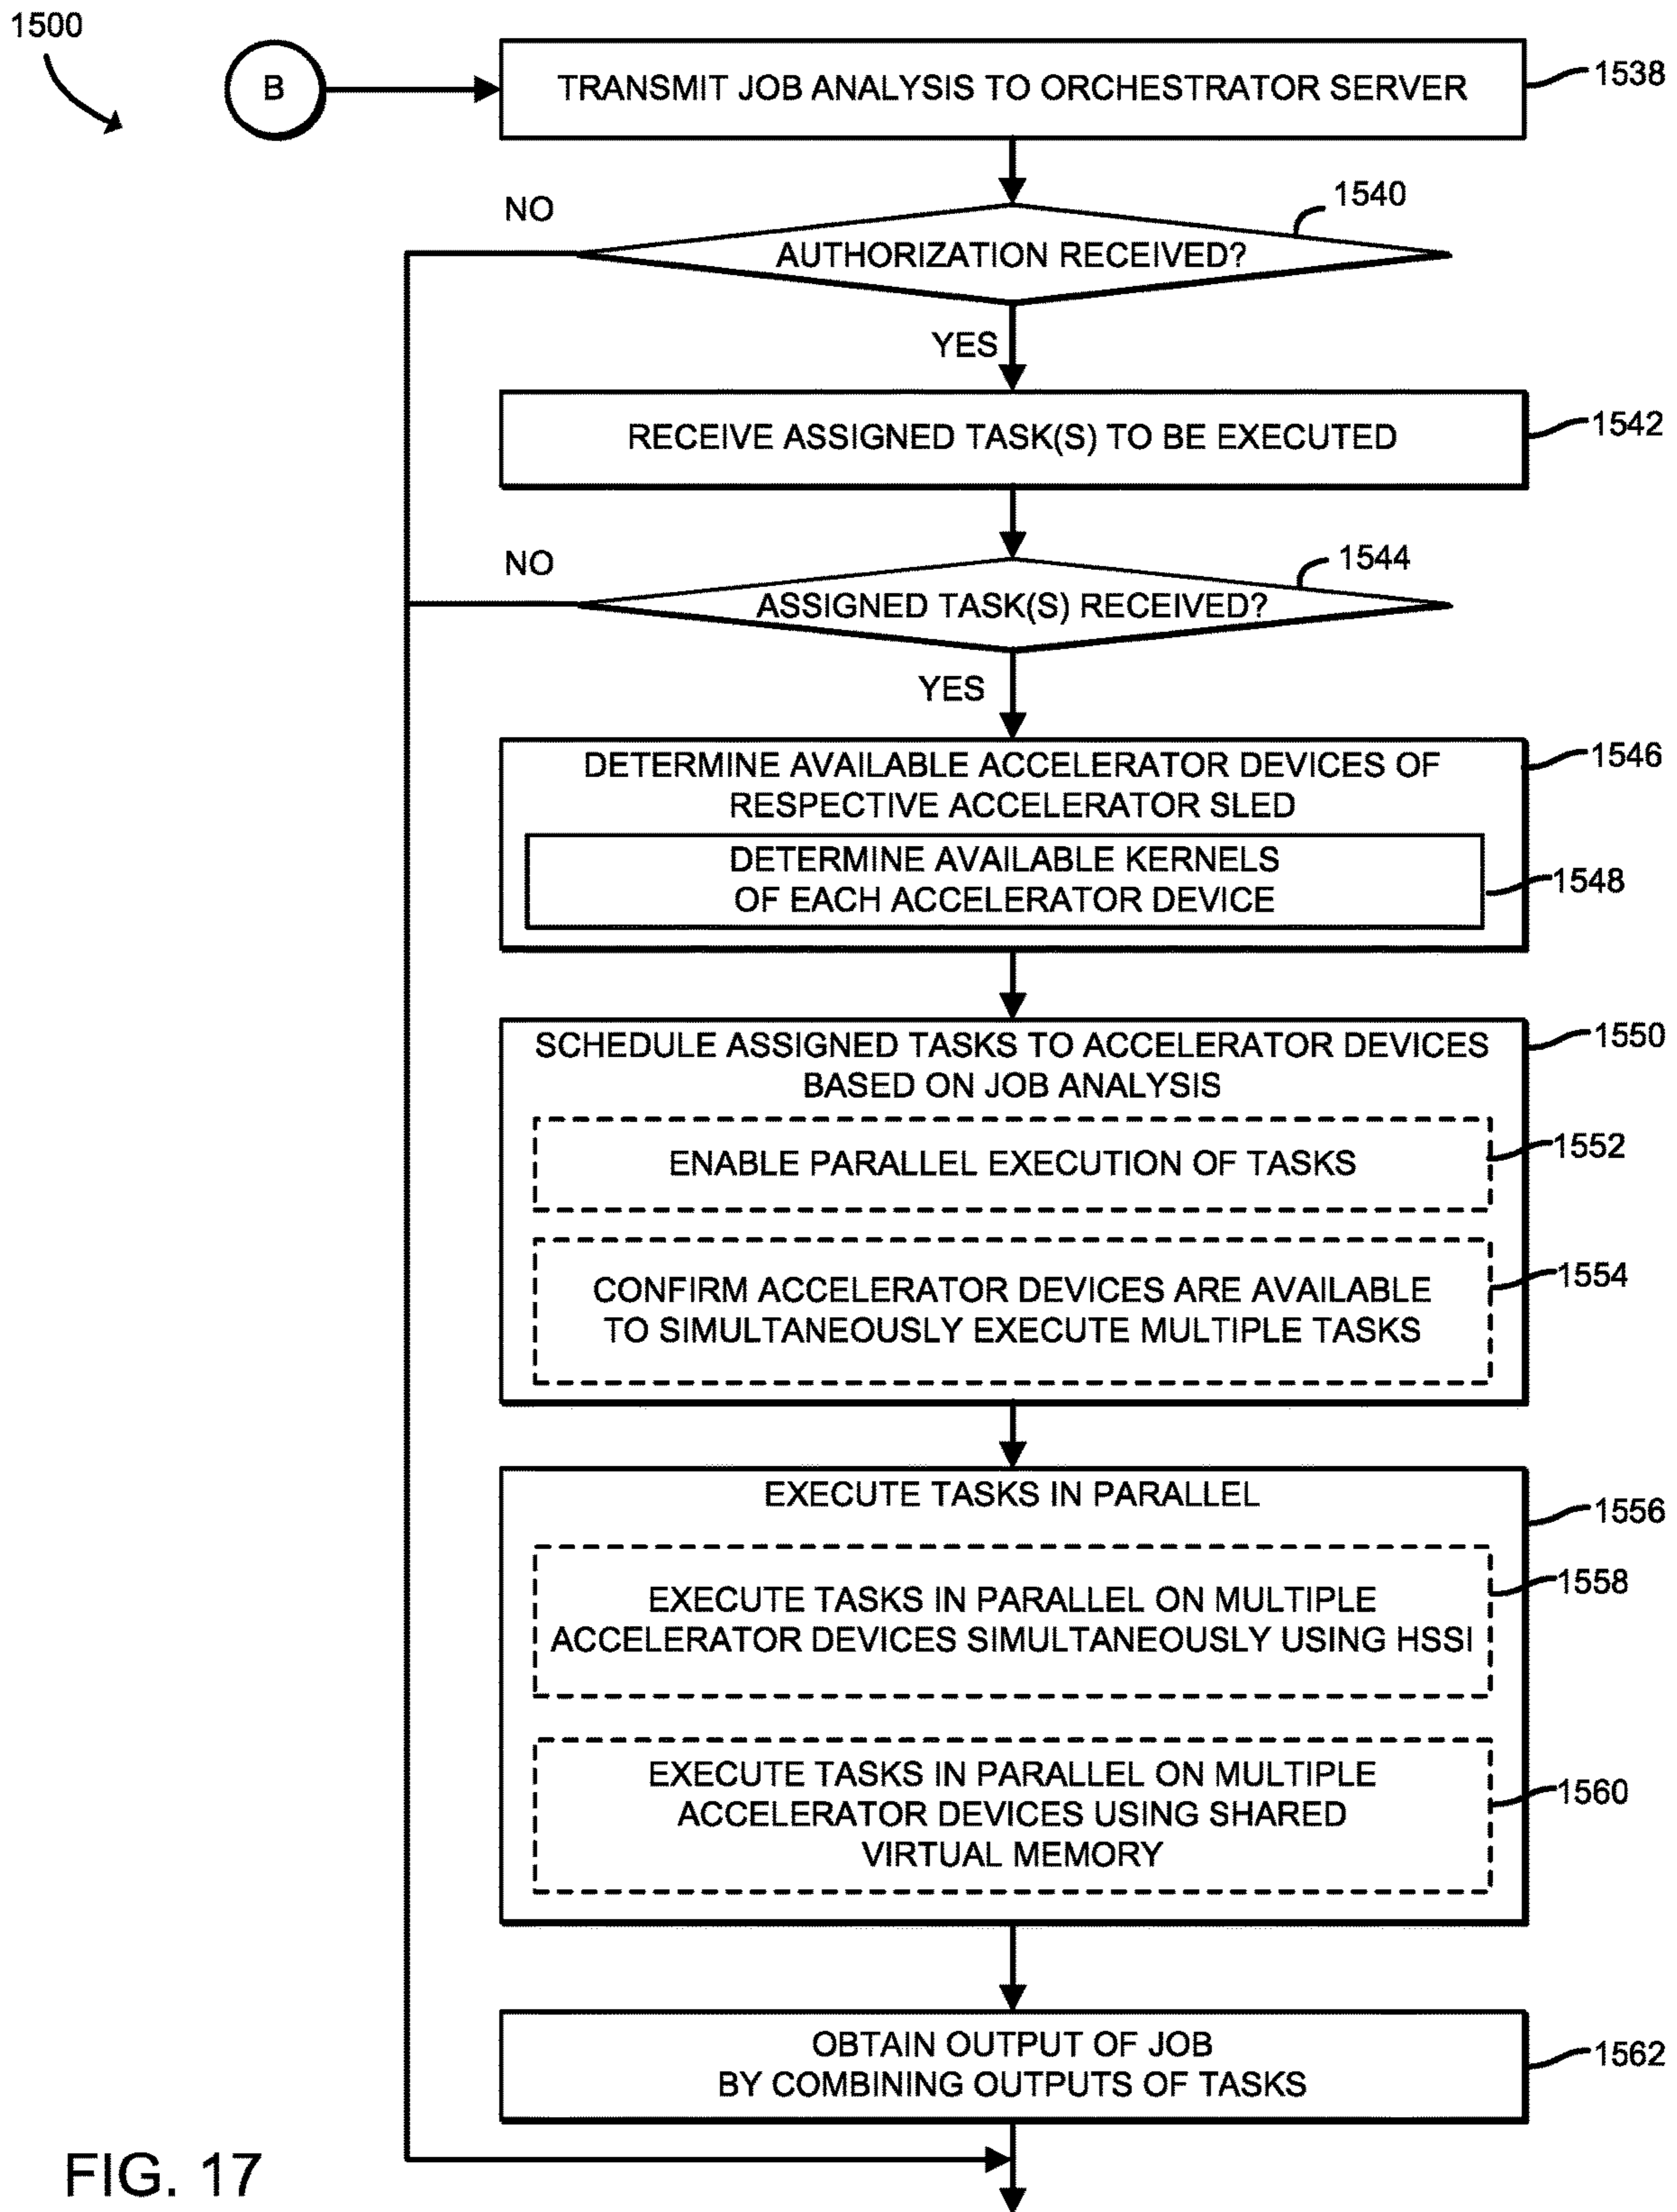 1500
B
TRANSMIT JOB ANALYSIS TO ORCHESTRATOR SERVER
1538
NO
1540
AUTHORIZATION RECEIVED?
YES
RECEIVE ASSIGNED TASK(S) TO BE EXECUTED
1542
NO
1544
ASSIGNED TASK(S) RECEIVED?
YES
DETERMINE AVAILABLE ACCELERATOR DEVICES OF
RESPECTIVE ACCELERATOR SLED
1546
DETERMINE AVAILABLE KERNELS
OF EACH ACCELERATOR DEVICE
1548
SCHEDULE ASSIGNED TASKS TO ACCELERATOR DEVICES
BASED ON JOB ANALYSIS
1550
ENABLE PARALLEL EXECUTION OF TASKS
1552
CONFIRM ACCELERATOR DEVICES ARE AVAILABLE
TO SIMULTANEOUSLY EXECUTE MULTIPLE TASKS
1554
EXECUTE TASKS IN PARALLEL
1556
EXECUTE TASKS IN PARALLEL ON MULTIPLE
ACCELERATOR DEVICES SIMULTANEOUSLY USING HSSI
1558
EXECUTE TASKS IN PARALLEL ON MULTIPLE
ACCELERATOR DEVICES USING SHARED
VIRTUAL MEMORY
1560
OBTAIN OUTPUT OF JOB
BY COMBINING OUTPUTS OF TASKS
1562
FIG. 17